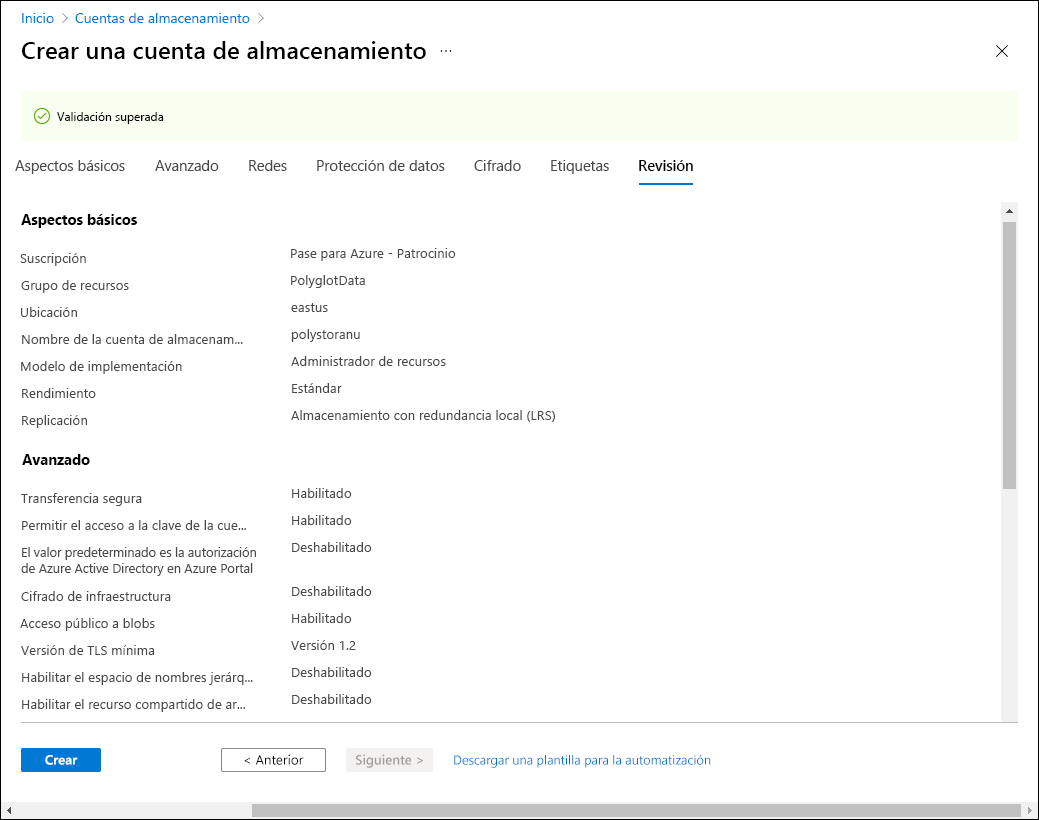 Inicio > Cuentas de almacenamiento >
Crear una cuenta de almacenamiento ...
Validación superada
Aspectos básicos Avanzado Redes Protección de datos Cifrado Etiquetas Revisión
Aspectos básicos
Suscripción Pase para Azure - Patrocinio
Grupo de recursos PolyglotData
Ubicación eastus
Nombre de la cuenta de almacenam... polystoranu
Modelo de implementación Administrador de recursos
Rendimiento Estándar
Replicación Almacenamiento con redundancia local (LRS)
Avanzado
Transferencia segura Habilitado
Permitir el acceso a la clave de la cue... Habilitado
El valor predeterminado es la autorización Deshabilitado
de Azure Active Directory en Azure Portal
Cifrado de infraestructura Deshabilitado
Acceso público a blobs Habilitado
Versión de TLS mínima Versión 1.2
Habilitar el espacio de nombres jerárq... Deshabilitado
Habilitar el recurso compartido de ar... Deshabilitado
Crear < Anterior Siguiente > Descargar una plantilla para la automatización